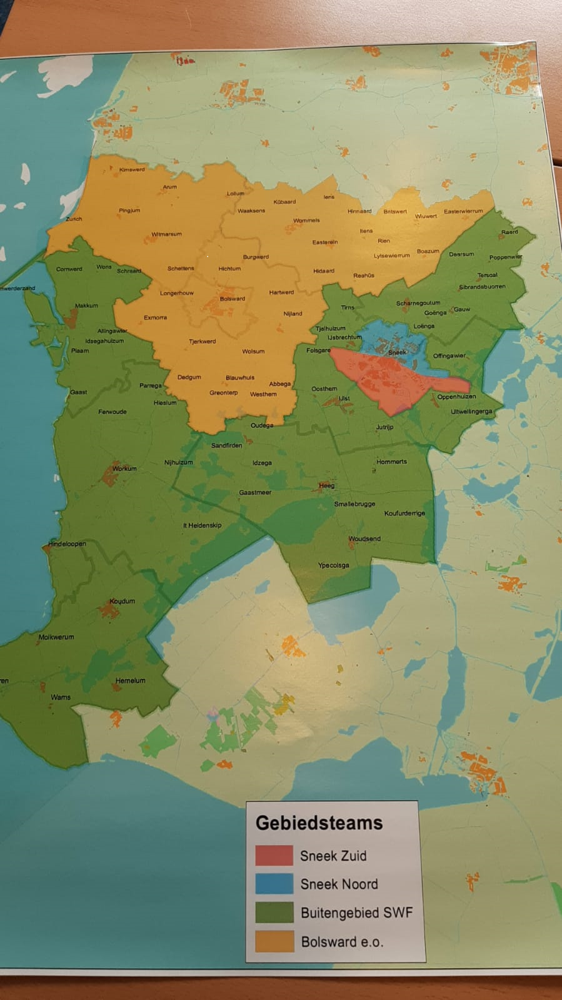 Kimswerd
Arum
Lollum
Kûbaard
Iens
Waaksens
Hinnaard
Britswert
Wiuwert
Easterwierrum
Pingjum
Zurich
Wommels
Itens
Raerd
Witmarsum
Easterein
Rien
Burgwerd
Lytsewierrum
Boazum
Dearsum
Poppenwier
Cornwerd
Wons
Schraard
Schettens
Hichtum
Hidaard
Reahûs
Tersoal
Sibrandabuorren
Longerhouw
Hartwerd
Bolsward
Makkum
Tirns
Scharnegoutum
Goënga
Gauw
Exmorra
Nijland
Allingawier
Tjalhuizum
Loënga
Idsegahuizum
Tjerkwerd
IJsbrechtum
Piaam
Wolsum
Folsgare
Sneek
Offingawier
Dedgum
Blauwhuis
Abbega
Parrega
Greonterp
Westhem
Oosthem
Gaast
Hieslum
IJlst
Oppenhuizen
Ferwoude
Uitwellingerga
Oudega
Jutrijp
Sandfirden
Nijhuizum
Idzega
Hommerts
Workum
Heeg
Gaastmeer
Smallebrugge
Koufurderrige
It Heidenskip
Woudsend
Hindeloopen
Ypecolsga
Koudum
Molkwerum
Hemelum
Warns
Gebiedsteams
Sneek Zuid
Sneek Noord
Buitengebied SWF
Bolsward e.o.